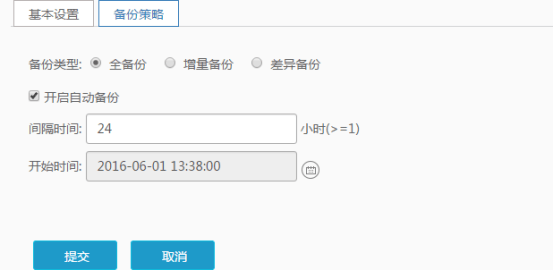 基本设置 备份策略
备份类型: 全备份 增量备份 差异备份
开启自动备份
间隔时间: 24 小时(>=1)
开始时间: 2016-06-01 13:38:00
提交 取消